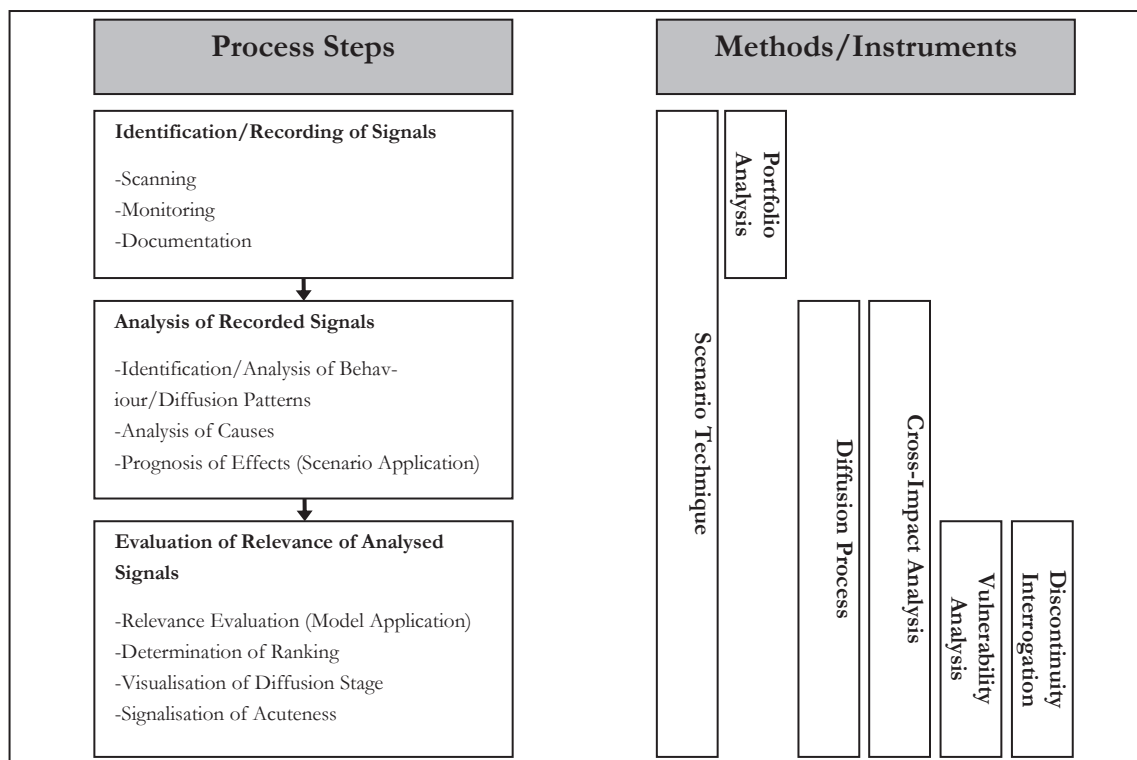 Process Steps
Methods/Instruments
Identification/Recording of Signals
-Scanning
-Monitoring
-Documentation
Analysis of Recorded Signals
-Identification/Analysis of Behav-
iour/Diffusion Patterns
-Analysis of Causes
-Prognosis of Effects (Scenario Application)
Evaluation of Relevance of Analysed
Signals
-Relevance Evaluation (Model Application)
-Determination of Ranking
-Visualisation of Diffusion Stage
-Signalisation of Acuteness
Scenario Technique
Portfolio
Analysis
Diffusion Process
Cross-Impact Analysis
Vulnerability
Analysis
Discontinuity
Interrogation